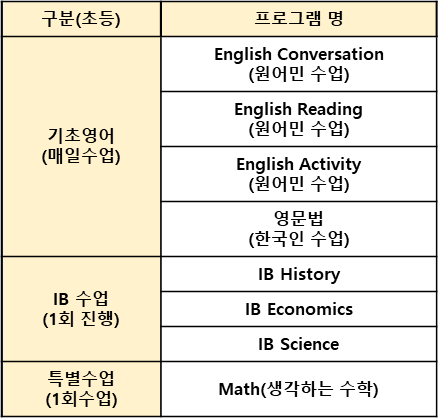 구분(초등)
프로그램 명
기초영어
(매일수업)
English Conversation
(원어민 수업)
English Reading
(원어민 수업)
English Activity
(원어민 수업)
영문법
(한국인 수업)
IB 수업
(1회 진행)
IB History
IB Economics
IB Science
특별수업
(1회수업)
Math(생각하는 수학)